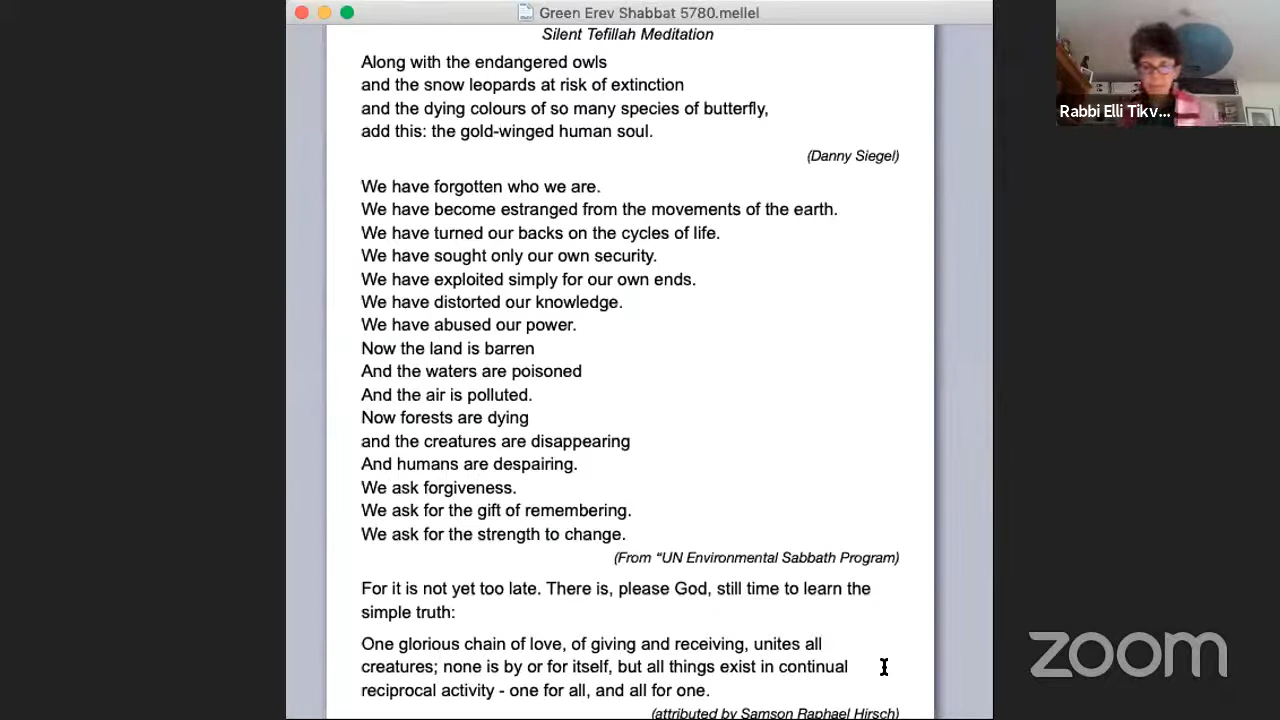 Green Erev Shabbat 5780.mellel
Silent Tefillah Meditation
Along with the endangered owls
and the snow leopards at risk of extinction
and the dying colours of so many species of butterfly,
add this: the gold-winged human soul.
(Danny Siegel)
We have forgotten who we are.
We have become estranged from the movements of the earth.
We have turned our backs on the cycles of life.
We have sought only our own security.
We have exploited simply for our own ends.
We have distorted our knowledge.
We have abused our power.
Now the land is barren
And the waters are poisoned
And the air is polluted.
Now forests are dying
and the creatures are disappearing
And humans are despairing.
We ask forgiveness.
We ask for the gift of remembering.
We ask for the strength to change.
(From “UN Environmental Sabbath Program)
For it is not yet too late. There is, please God, still time to learn the
simple truth:
One glorious chain of love, of giving and receiving, unites all
creatures; none is by or for itself, but all things exist in continual
reciprocal activity - one for all, and all for one.
(attributed by Samson Raphael Hirsch)
Rabbi Elli Tikv...
zoom